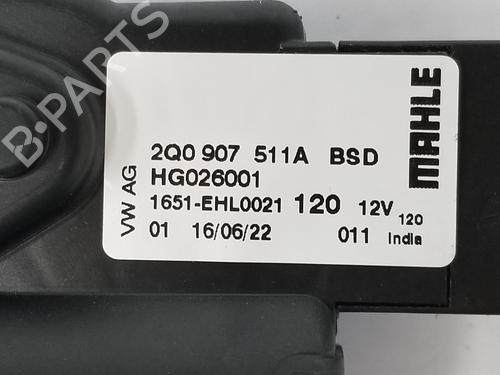 B-PARTS
2Q0 907 511A BSD
HG026001
1651-EHL0021 120 12V 120
01 16/06/22 011 India
VW AG
MAHLE